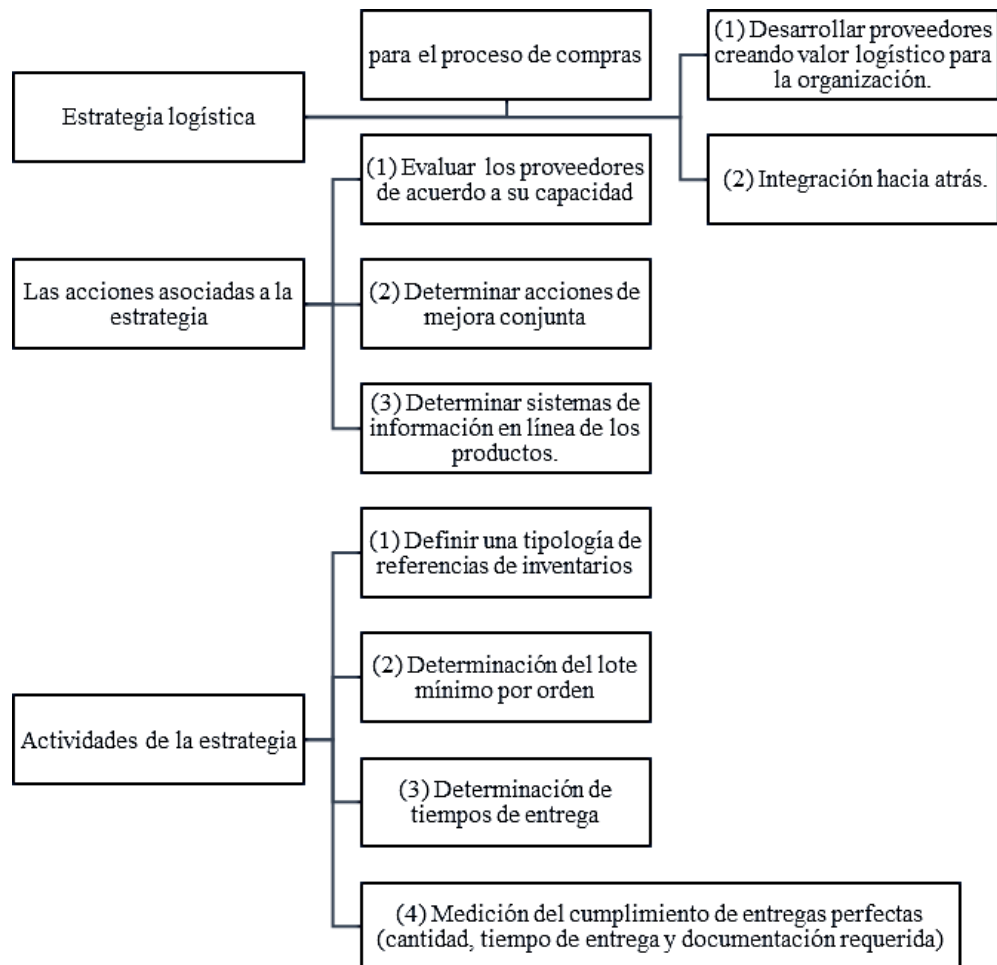 Estrategia logística
para el proceso de compras
(1) Desarrollar proveedores
creando valor logístico para
la organización.
(2) Integración hacia atrás.
Las acciones asociadas a la
estrategia
(1) Evaluar los proveedores
de acuerdo a su capacidad
(2) Determinar acciones de
mejora conjunta
(3) Determinar sistemas de
información en línea de los
productos.
Actividades de la estrategia
(1) Definir una tipología de
referencias de inventarios
(2) Determinación del lote
mínimo por orden
(3) Determinación de
tiempos de entrega
(4) Medición del cumplimiento de entregas perfectas
(cantidad, tiempo de entrega y documentación requerida)